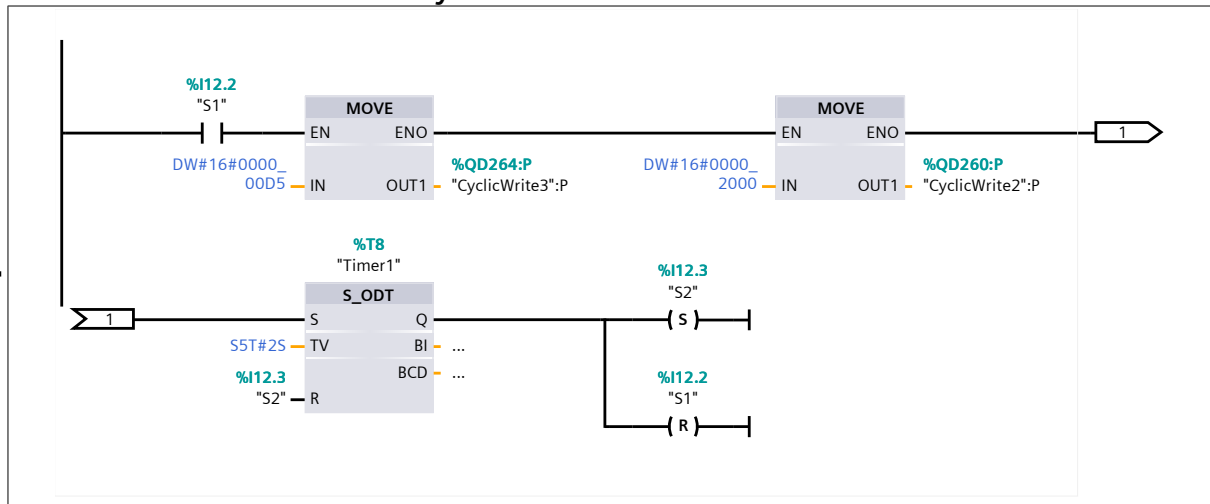 %I12.2
"S1"
MOVE
EN ENO
DW#16#0000_
00D5 IN OUT1
%QD264:P
"CyclicWrite3":P
MOVE
EN ENO
DW#16#0000_
2000 IN OUT1
%QD260:P
"CyclicWrite2":P
1
%T8
"Timer1"
S_ODT
1
S Q
S5T#2S TV BI ...
BCD ...
%I12.3
"S2" R
%I12.3
"S2"
S
%I12.2
"S1"
R